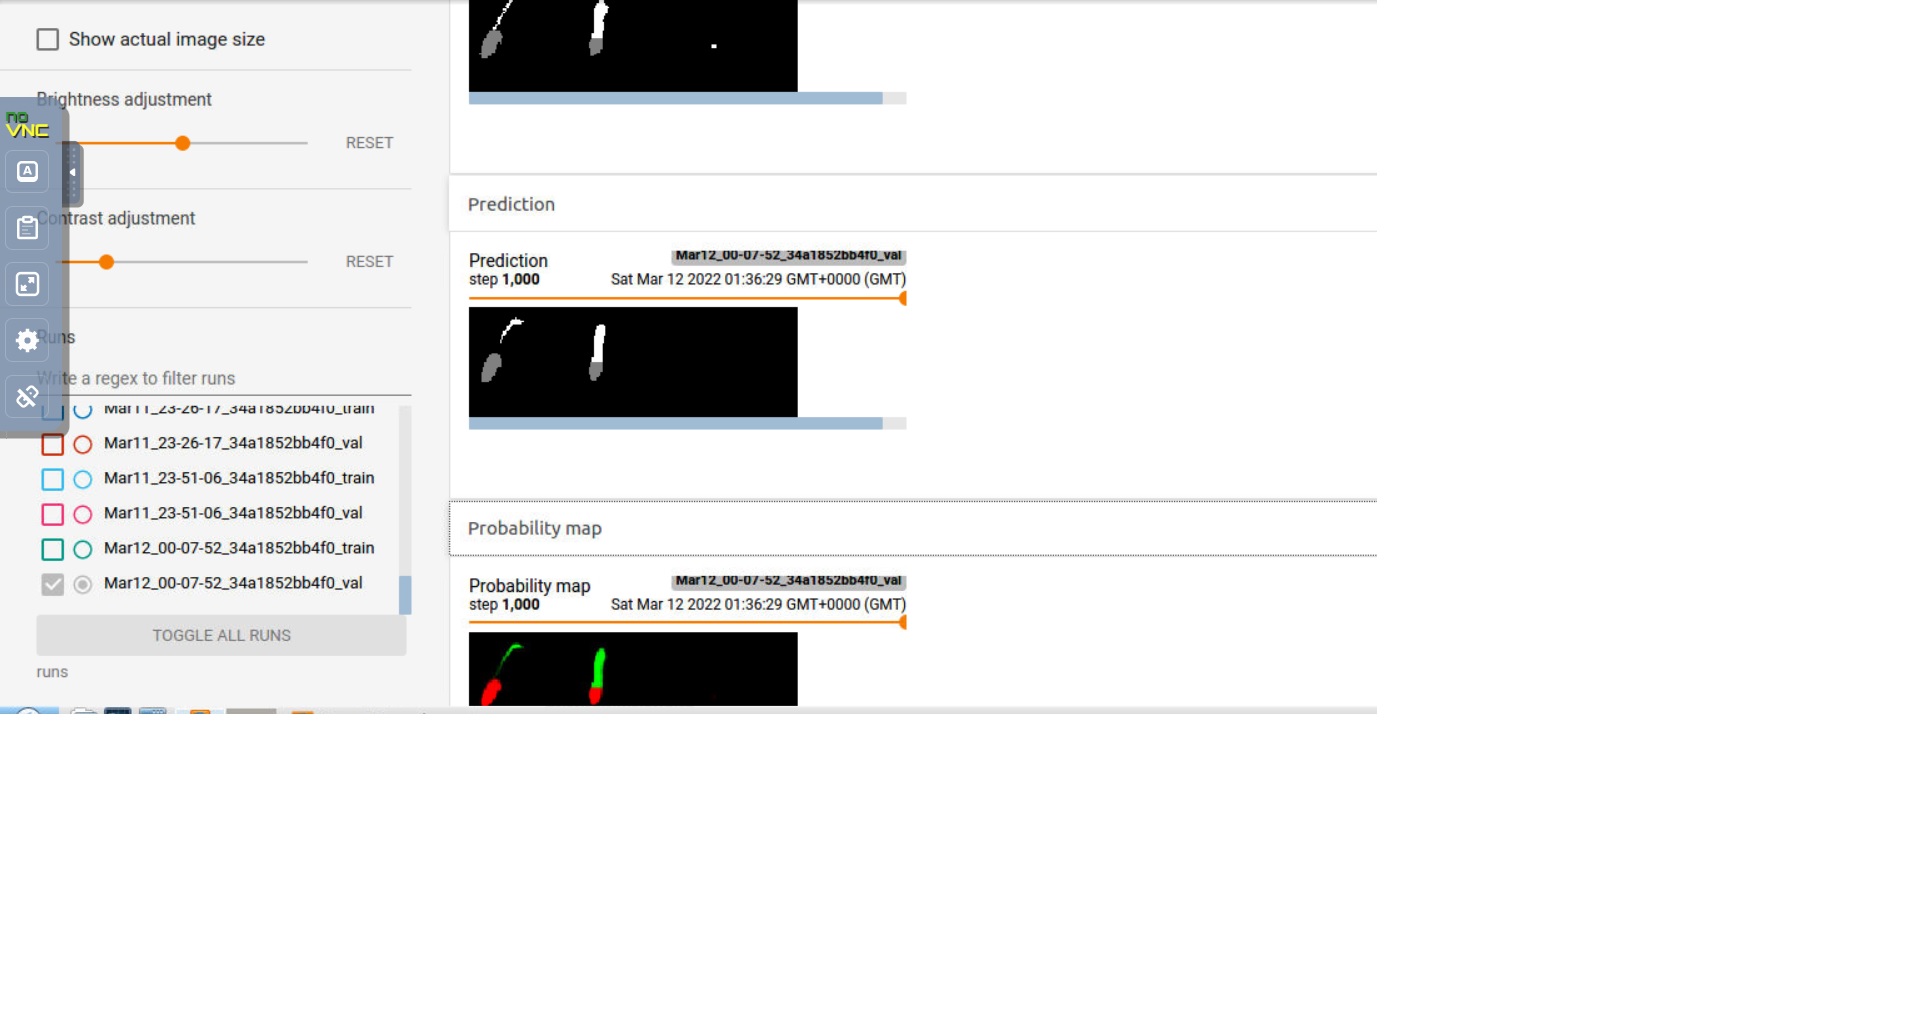 Show actual image size
Brightness adjustment
RESET
Contrast adjustment
RESET
Runs
Write a regex to filter runs
Mar11_23-26-17_34a1852bb4f0_train
Mar11_23-26-17_34a1852bb4f0_val
Mar11_23-51-06_34a1852bb4f0_train
Mar11_23-51-06_34a1852bb4f0_val
Mar12_00-07-52_34a1852bb4f0_train
Mar12_00-07-52_34a1852bb4f0_val
TOGGLE ALL RUNS
runs
no
VNC
A
Prediction
Prediction
Mar12_00-07-52_34a1852bb4f0_val
step 1,000
Sat Mar 12 2022 01:36:29 GMT+0000 (GMT)
Probability map
Probability map
Mar12_00-07-52_34a1852bb4f0_val
step 1,000
Sat Mar 12 2022 01:36:29 GMT+0000 (GMT)